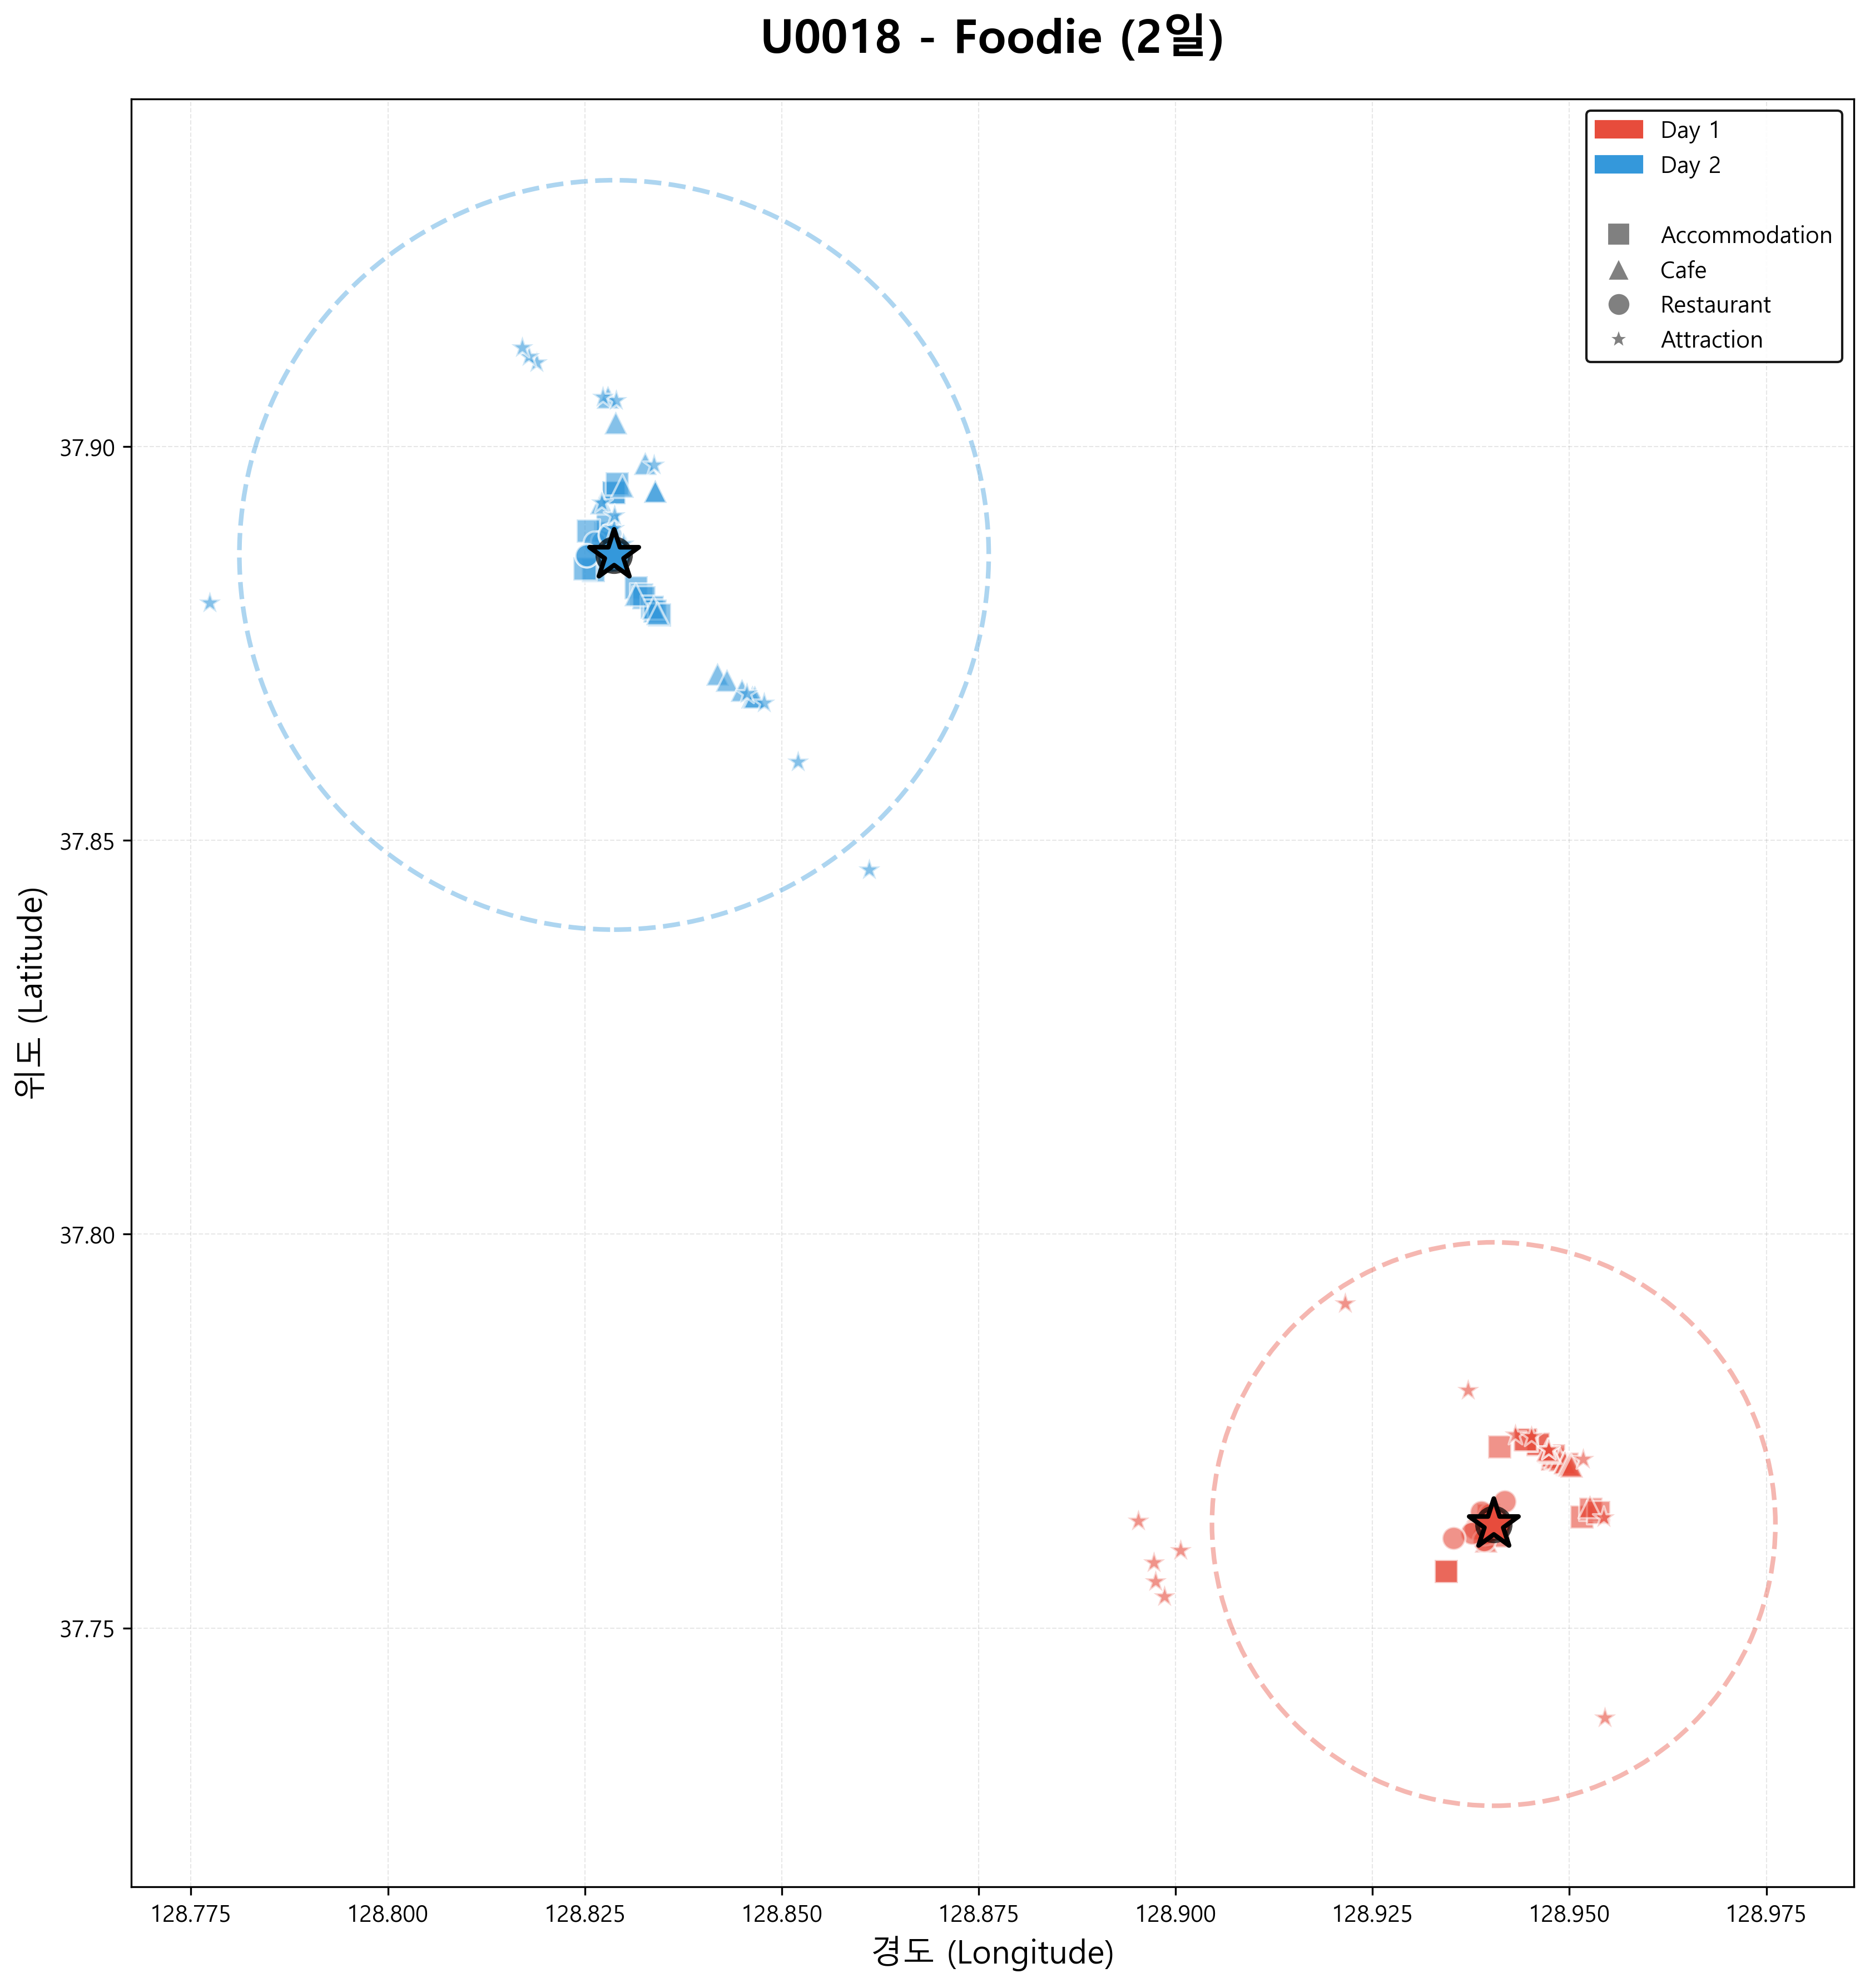 U0018 - Foodie (2일)
Day 1
Day 2
Accommodation
Cafe
Restaurant
Attraction
37.90
37.85
37.80
37.75
위도 (Latitude)
128.775
128.800
128.825
128.850
128.875
128.900
128.925
128.950
128.975
경도 (Longitude)